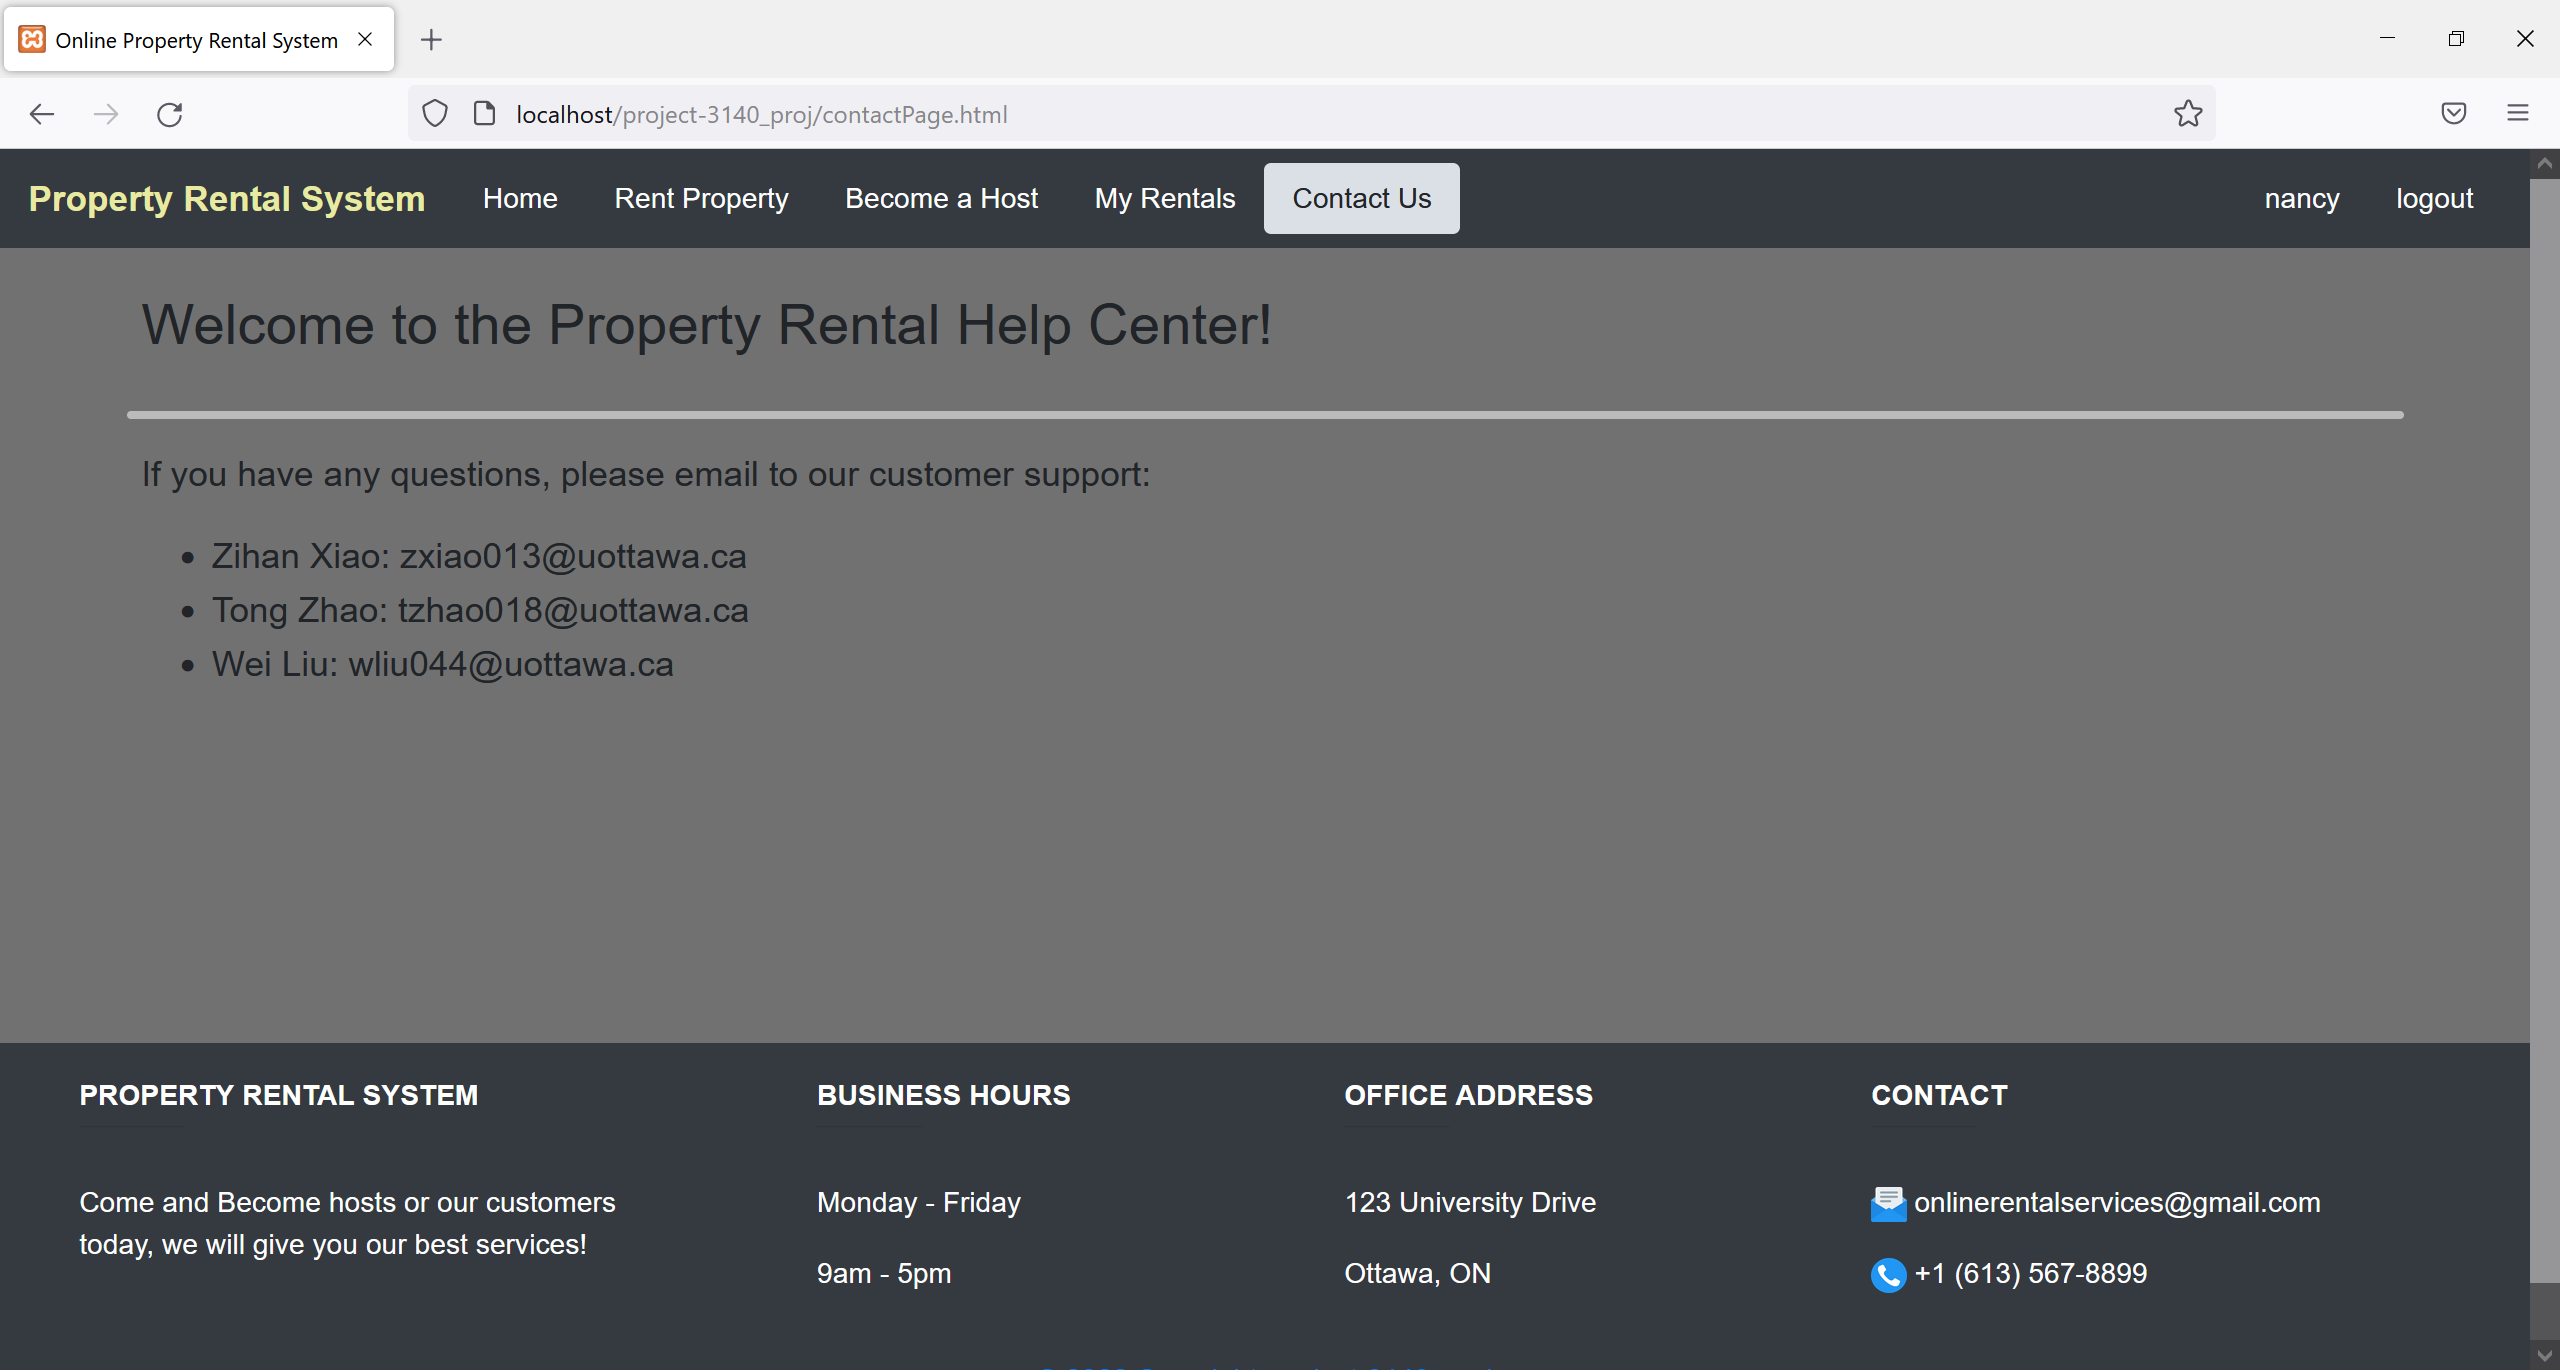 Online Property Rental System
localhost/project-3140_proj/contactPage.html
Property Rental System
Home
Rent Property
Become a Host
My Rentals
Contact Us
nancy
logout
Welcome to the Property Rental Help Center!
If you have any questions, please email to our customer support:
Zihan Xiao: zxiao013@uottawa.ca
Tong Zhao: tzhao018@uottawa.ca
Wei Liu: wliu044@uottawa.ca
PROPERTY RENTAL SYSTEM
Come and Become hosts or our customers
today, we will give you our best services!
BUSINESS HOURS
Monday - Friday
9am - 5pm
OFFICE ADDRESS
123 University Drive
Ottawa, ON
CONTACT
onlinerentalservices@gmail.com
+1 (613) 567-8899